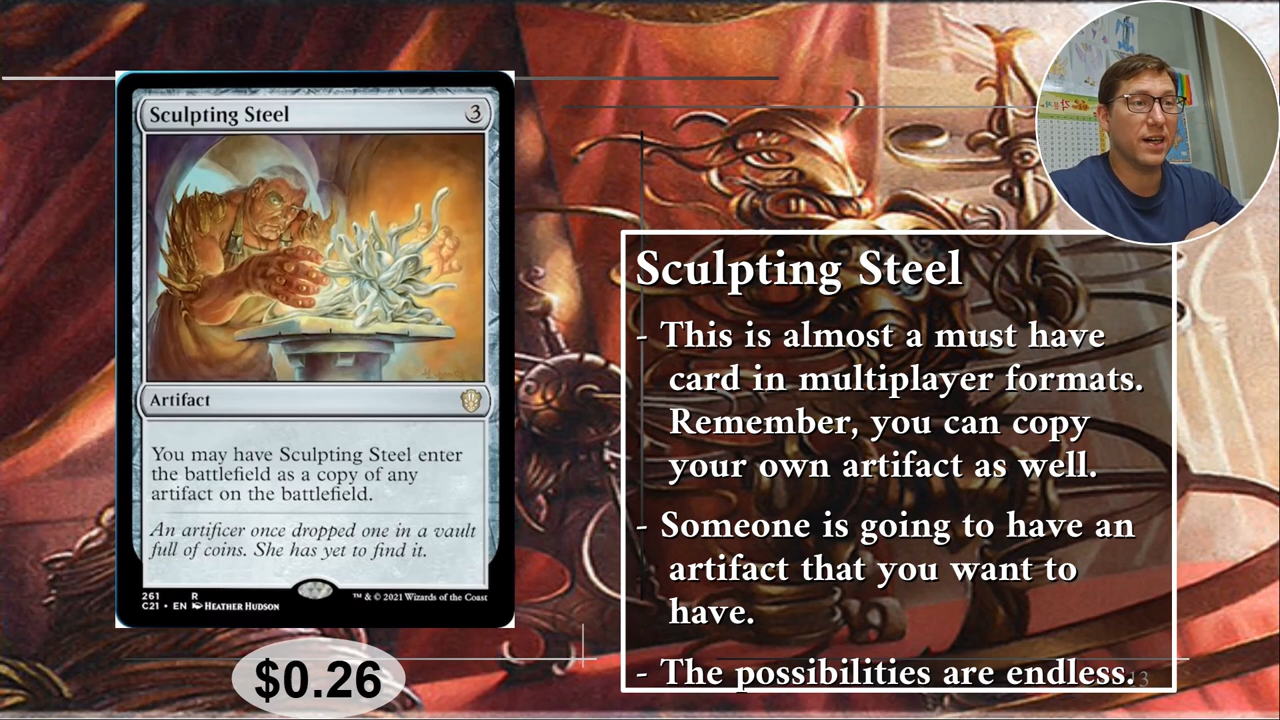 Sculpting Steel
3
Artifact
You may have Sculpting Steel enter
the battlefield as a copy of any
artifact on the battlefield.
An artificer once dropped one in a vault
full of coins. She has yet to find it.
261 R
C21 • EN HEATHER HUDSON
™ & © 2021 Wizards of the Coast
$0.26
Sculpting Steel
- This is almost a must have
card in multiplayer formats.
Remember, you can copy
your own artifact as well.
- Someone is going to have an
artifact that you want to
have.
- The possibilities are endless.